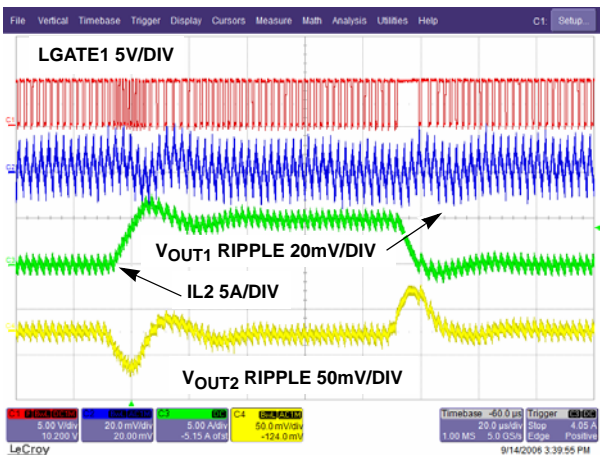 File Vertical Timebase Trigger Display Cursors Measure Math Analysis Utilities Help C1: Setup...
LGATE1 5V/DIV
VOUT1 RIPPLE 20mV/DIV
IL2 5A/DIV
VOUT2 RIPPLE 50mV/DIV
C1 C2 C3 DC C4 Timebase -60.0 µs Trigger C3 DC
5.00 V/div 20.0 mV/div 5.00 A/div 50.0 mV/div 20.0 µs/div Stop 4.05 A
10.200 V 20.00 mV -5.15 A ofst -124.0 mV 1.00 MS 5.0 GS/s Edge Positive
LeCroy 9/14/2006 3:39:55 PM